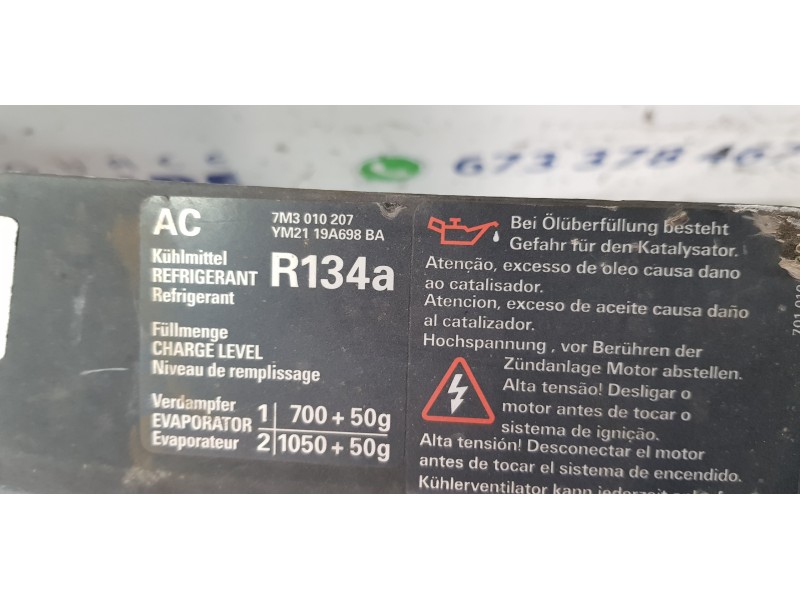 673 378 467
AC
7M3 010 207
YM21 19A698 BA
Kühlmittel
REFRIGERANT
Refrigerant
R134a
Füllmenge
CHARGE LEVEL
Niveau de remplissage
Verdampfer
EVAPORATOR
Evaporateur
1 700 + 50g
2 1050 + 50g
Bei Ölüberfüllung besteht
Gefahr für den Katalysator.
Atenção, excesso de oleo causa dano
ao catalisador.
Atencion, exceso de aceite causa daño
al catalizador.
Hochspannung, vor Berühren der
Zündanlage Motor abstellen.
Alta tensão! Desligar o
motor antes de tocar o
sistema de ignição.
Alta tensión! Desconectar el motor
antes de tocar el sistema de encendido.
Kühlerventilator kann jederzeit